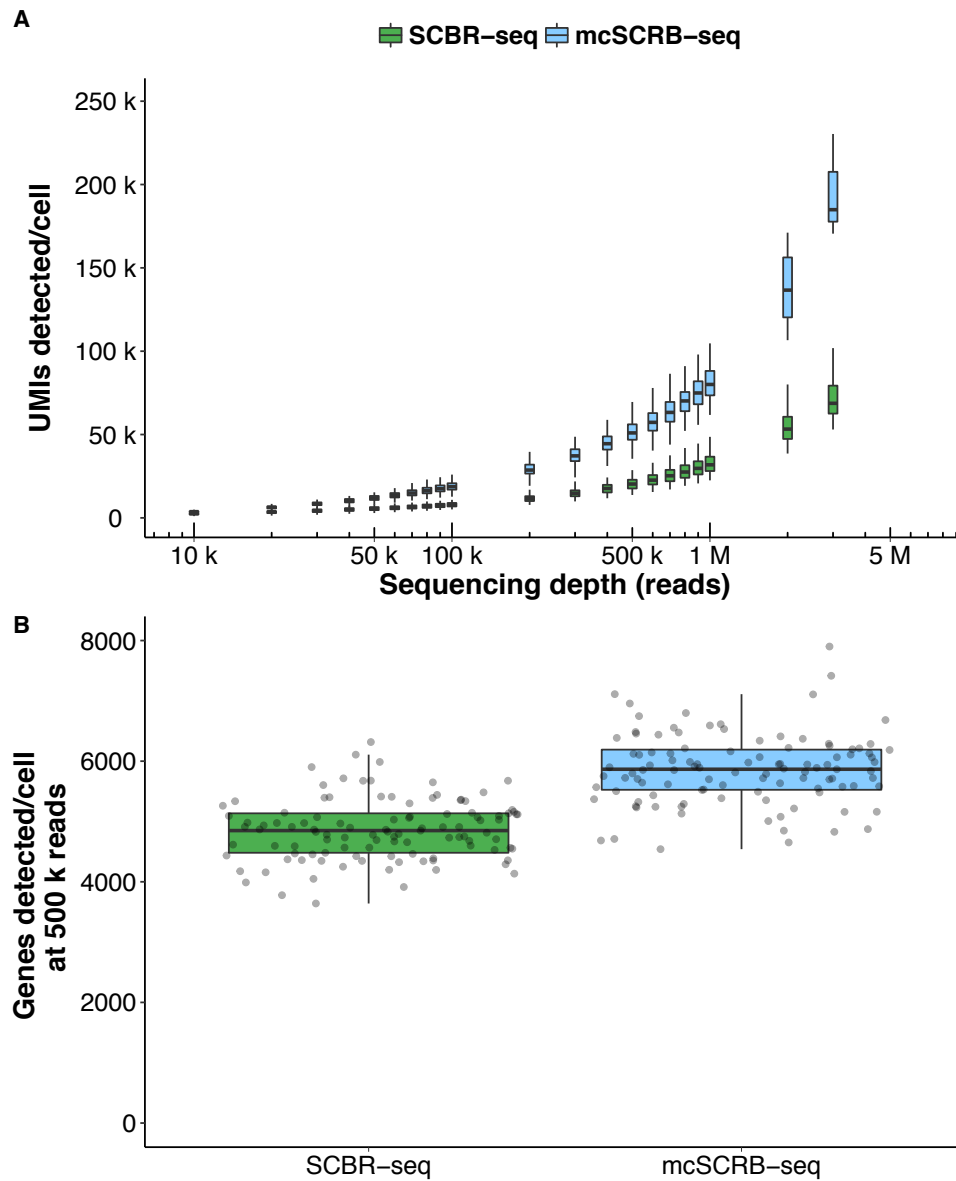 A
SCBR−seq mcSCRB−seq
UMIs detected/cell
250 k
200 k
150 k
100 k
50 k
0
10 k 50 k 100 k 500 k 1 M 5 M
Sequencing depth (reads)
B
Genes detected/cell
at 500 k reads
8000
6000
4000
2000
0
SCBR−seq mcSCRB−seq